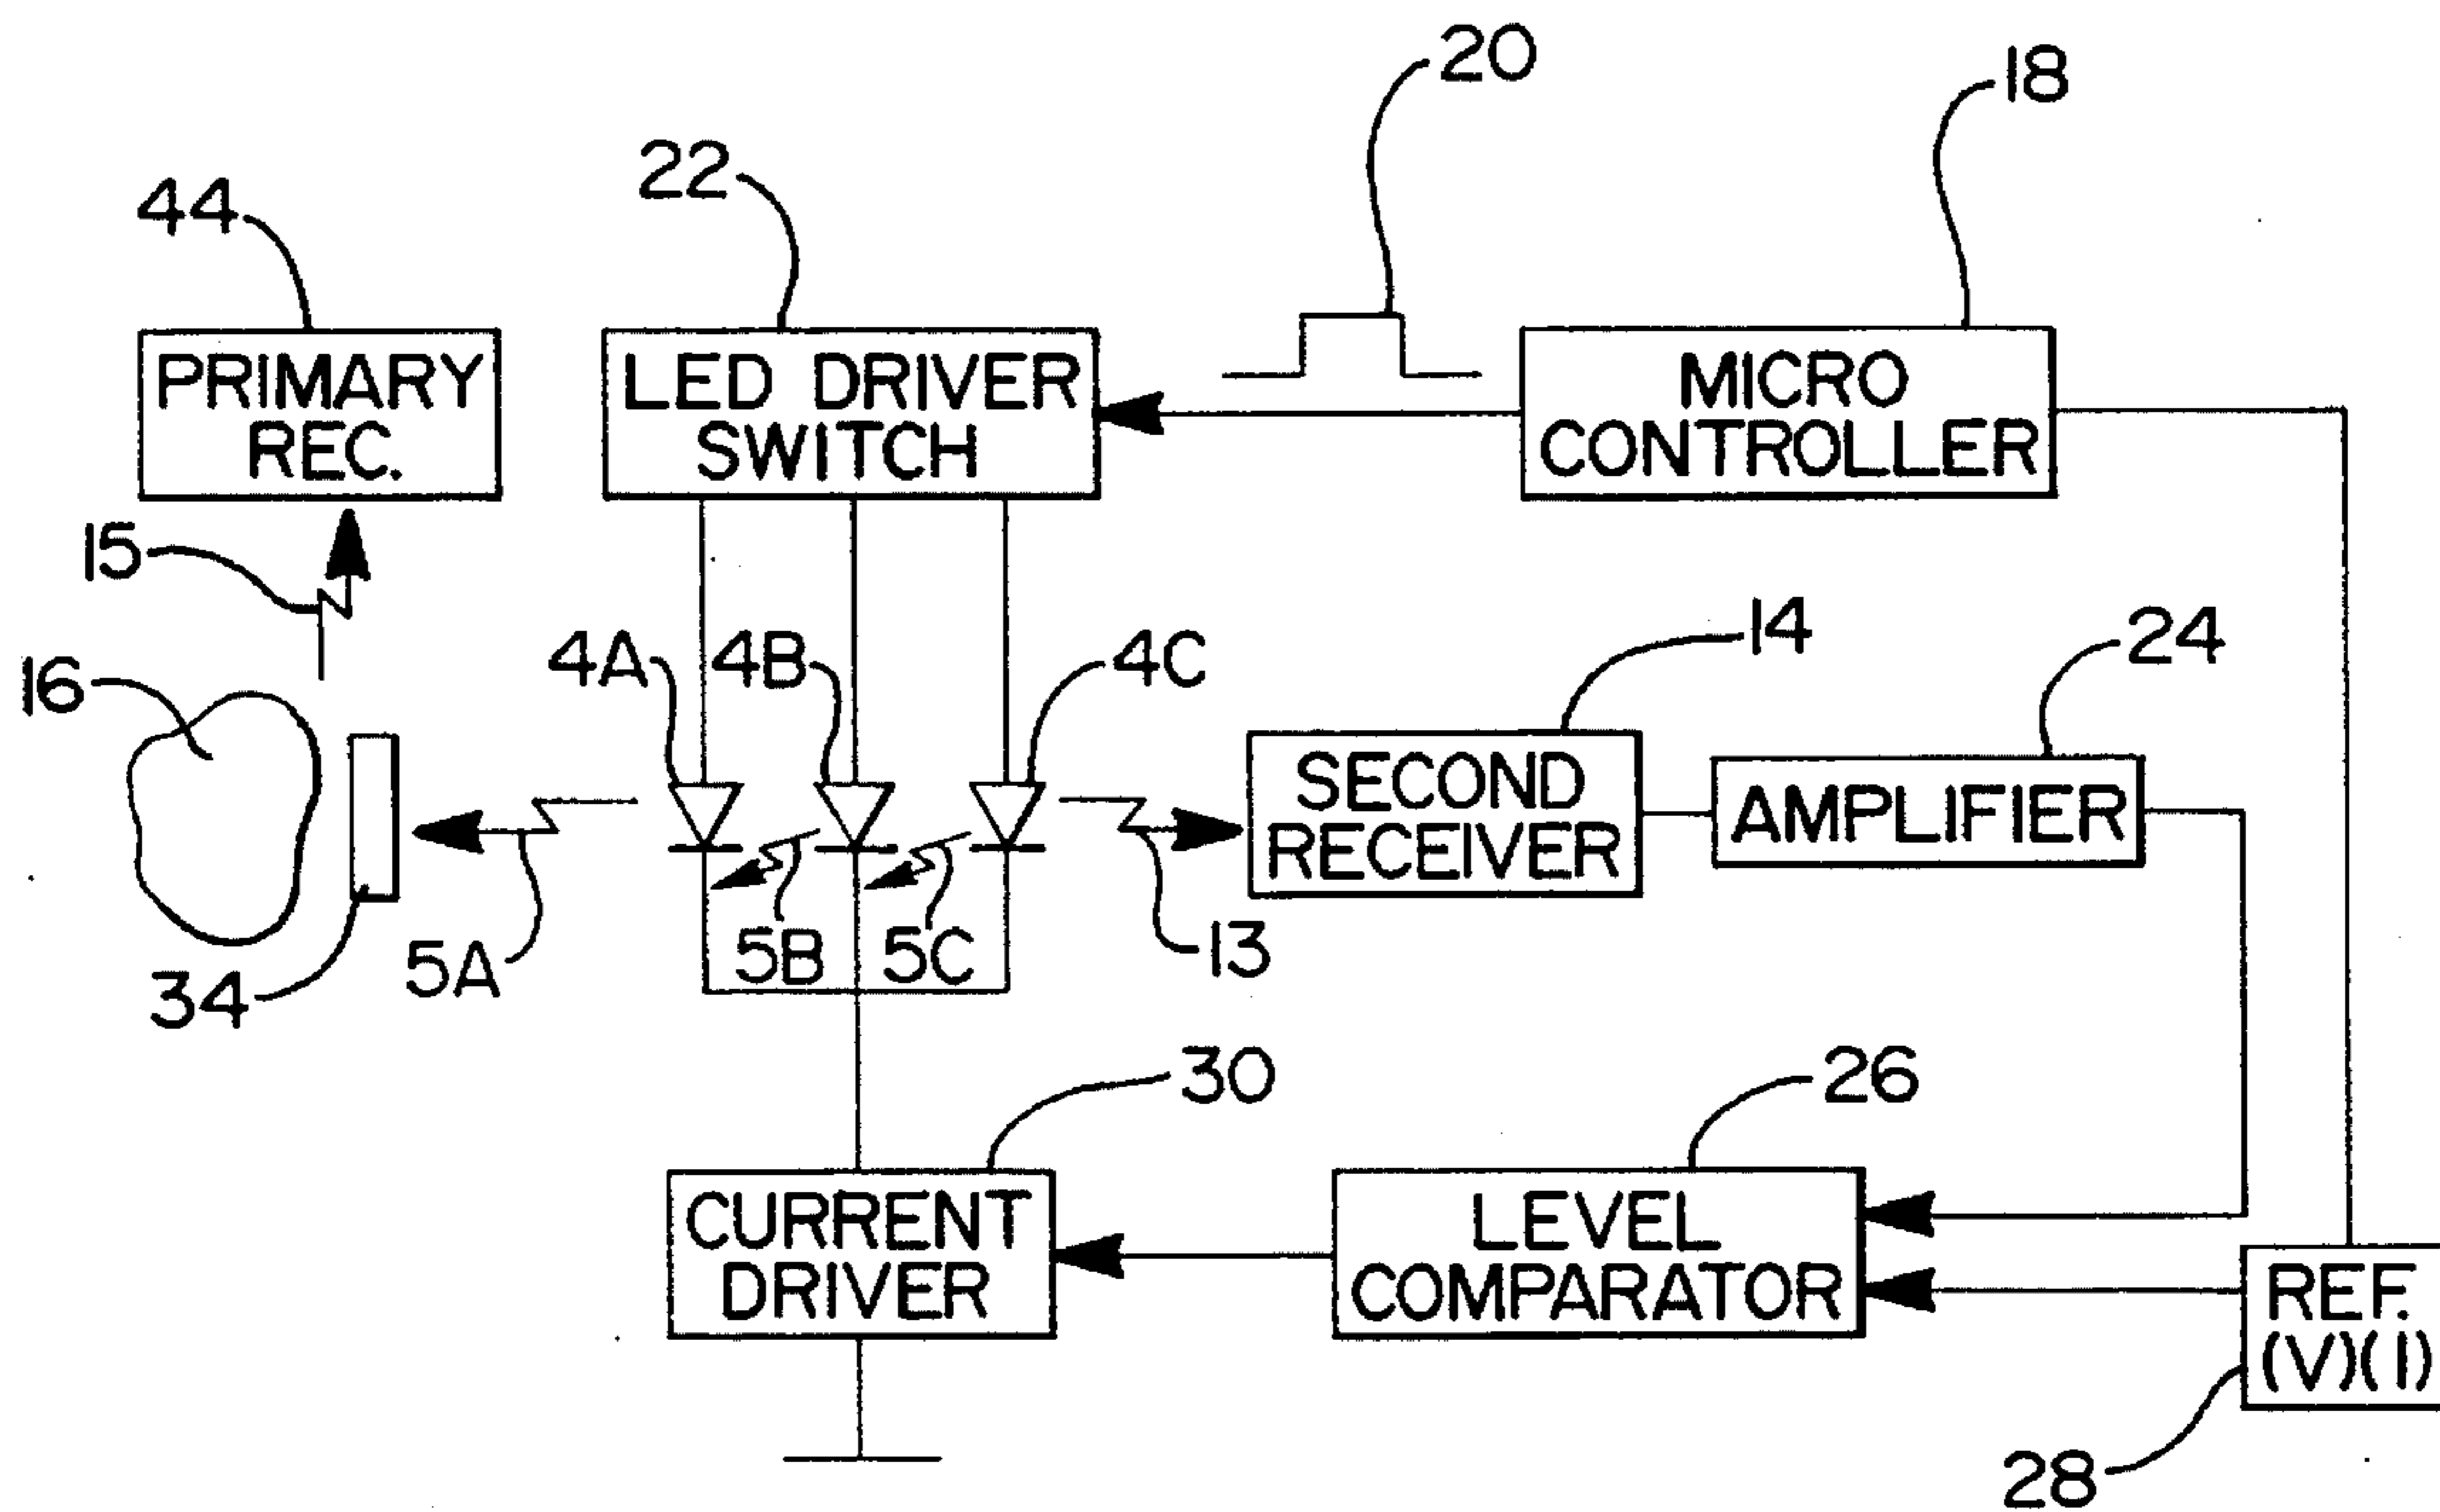 20
18
22
44
PRIMARY
REC.
LED DRIVER
SWITCH
MICRO
CONTROLLER
15
14
24
4A
4B
4C
16
SECOND
RECEIVER
AMPLIFIER
5B
5C
13
5A
34
30
26
CURRENT
DRIVER
LEVEL
COMPARATOR
REF.
(V)(I)
28